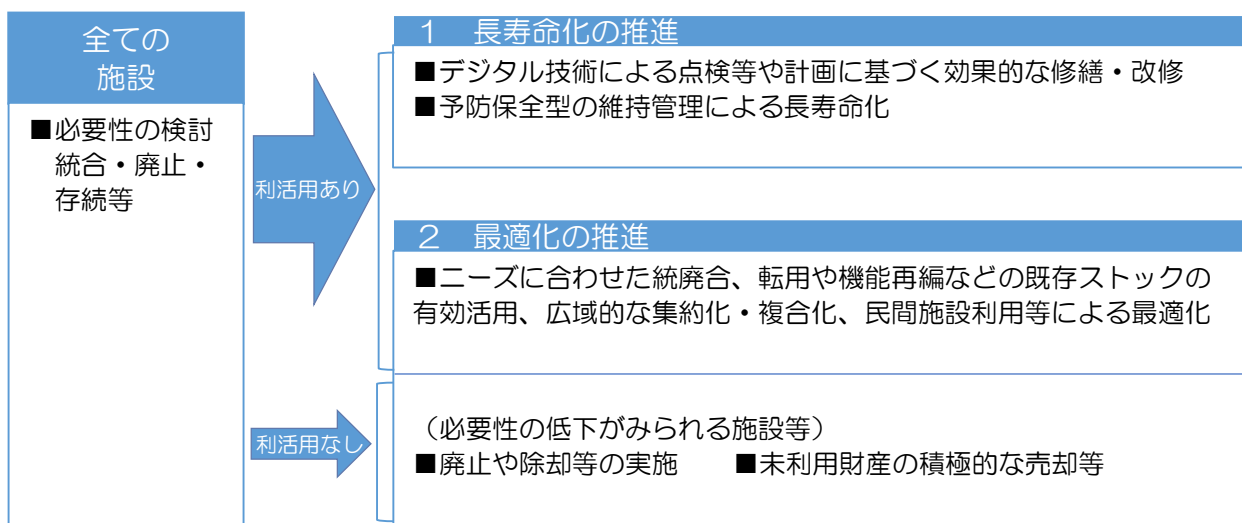 全ての
施設
■必要性の検討
統合・廃止・
存続等
利活用あり
１　長寿命化の推進
■デジタル技術による点検等や計画に基づく効果的な修繕・改修
■予防保全型の維持管理による長寿命化
２　最適化の推進
■ニーズに合わせた統廃合、転用や機能再編などの既存ストックの
有効活用、広域的な集約化・複合化、民間施設利用等による最適化
利活用なし
（必要性の低下がみられる施設等）
■廃止や除却等の実施　　■未利用財産の積極的な売却等